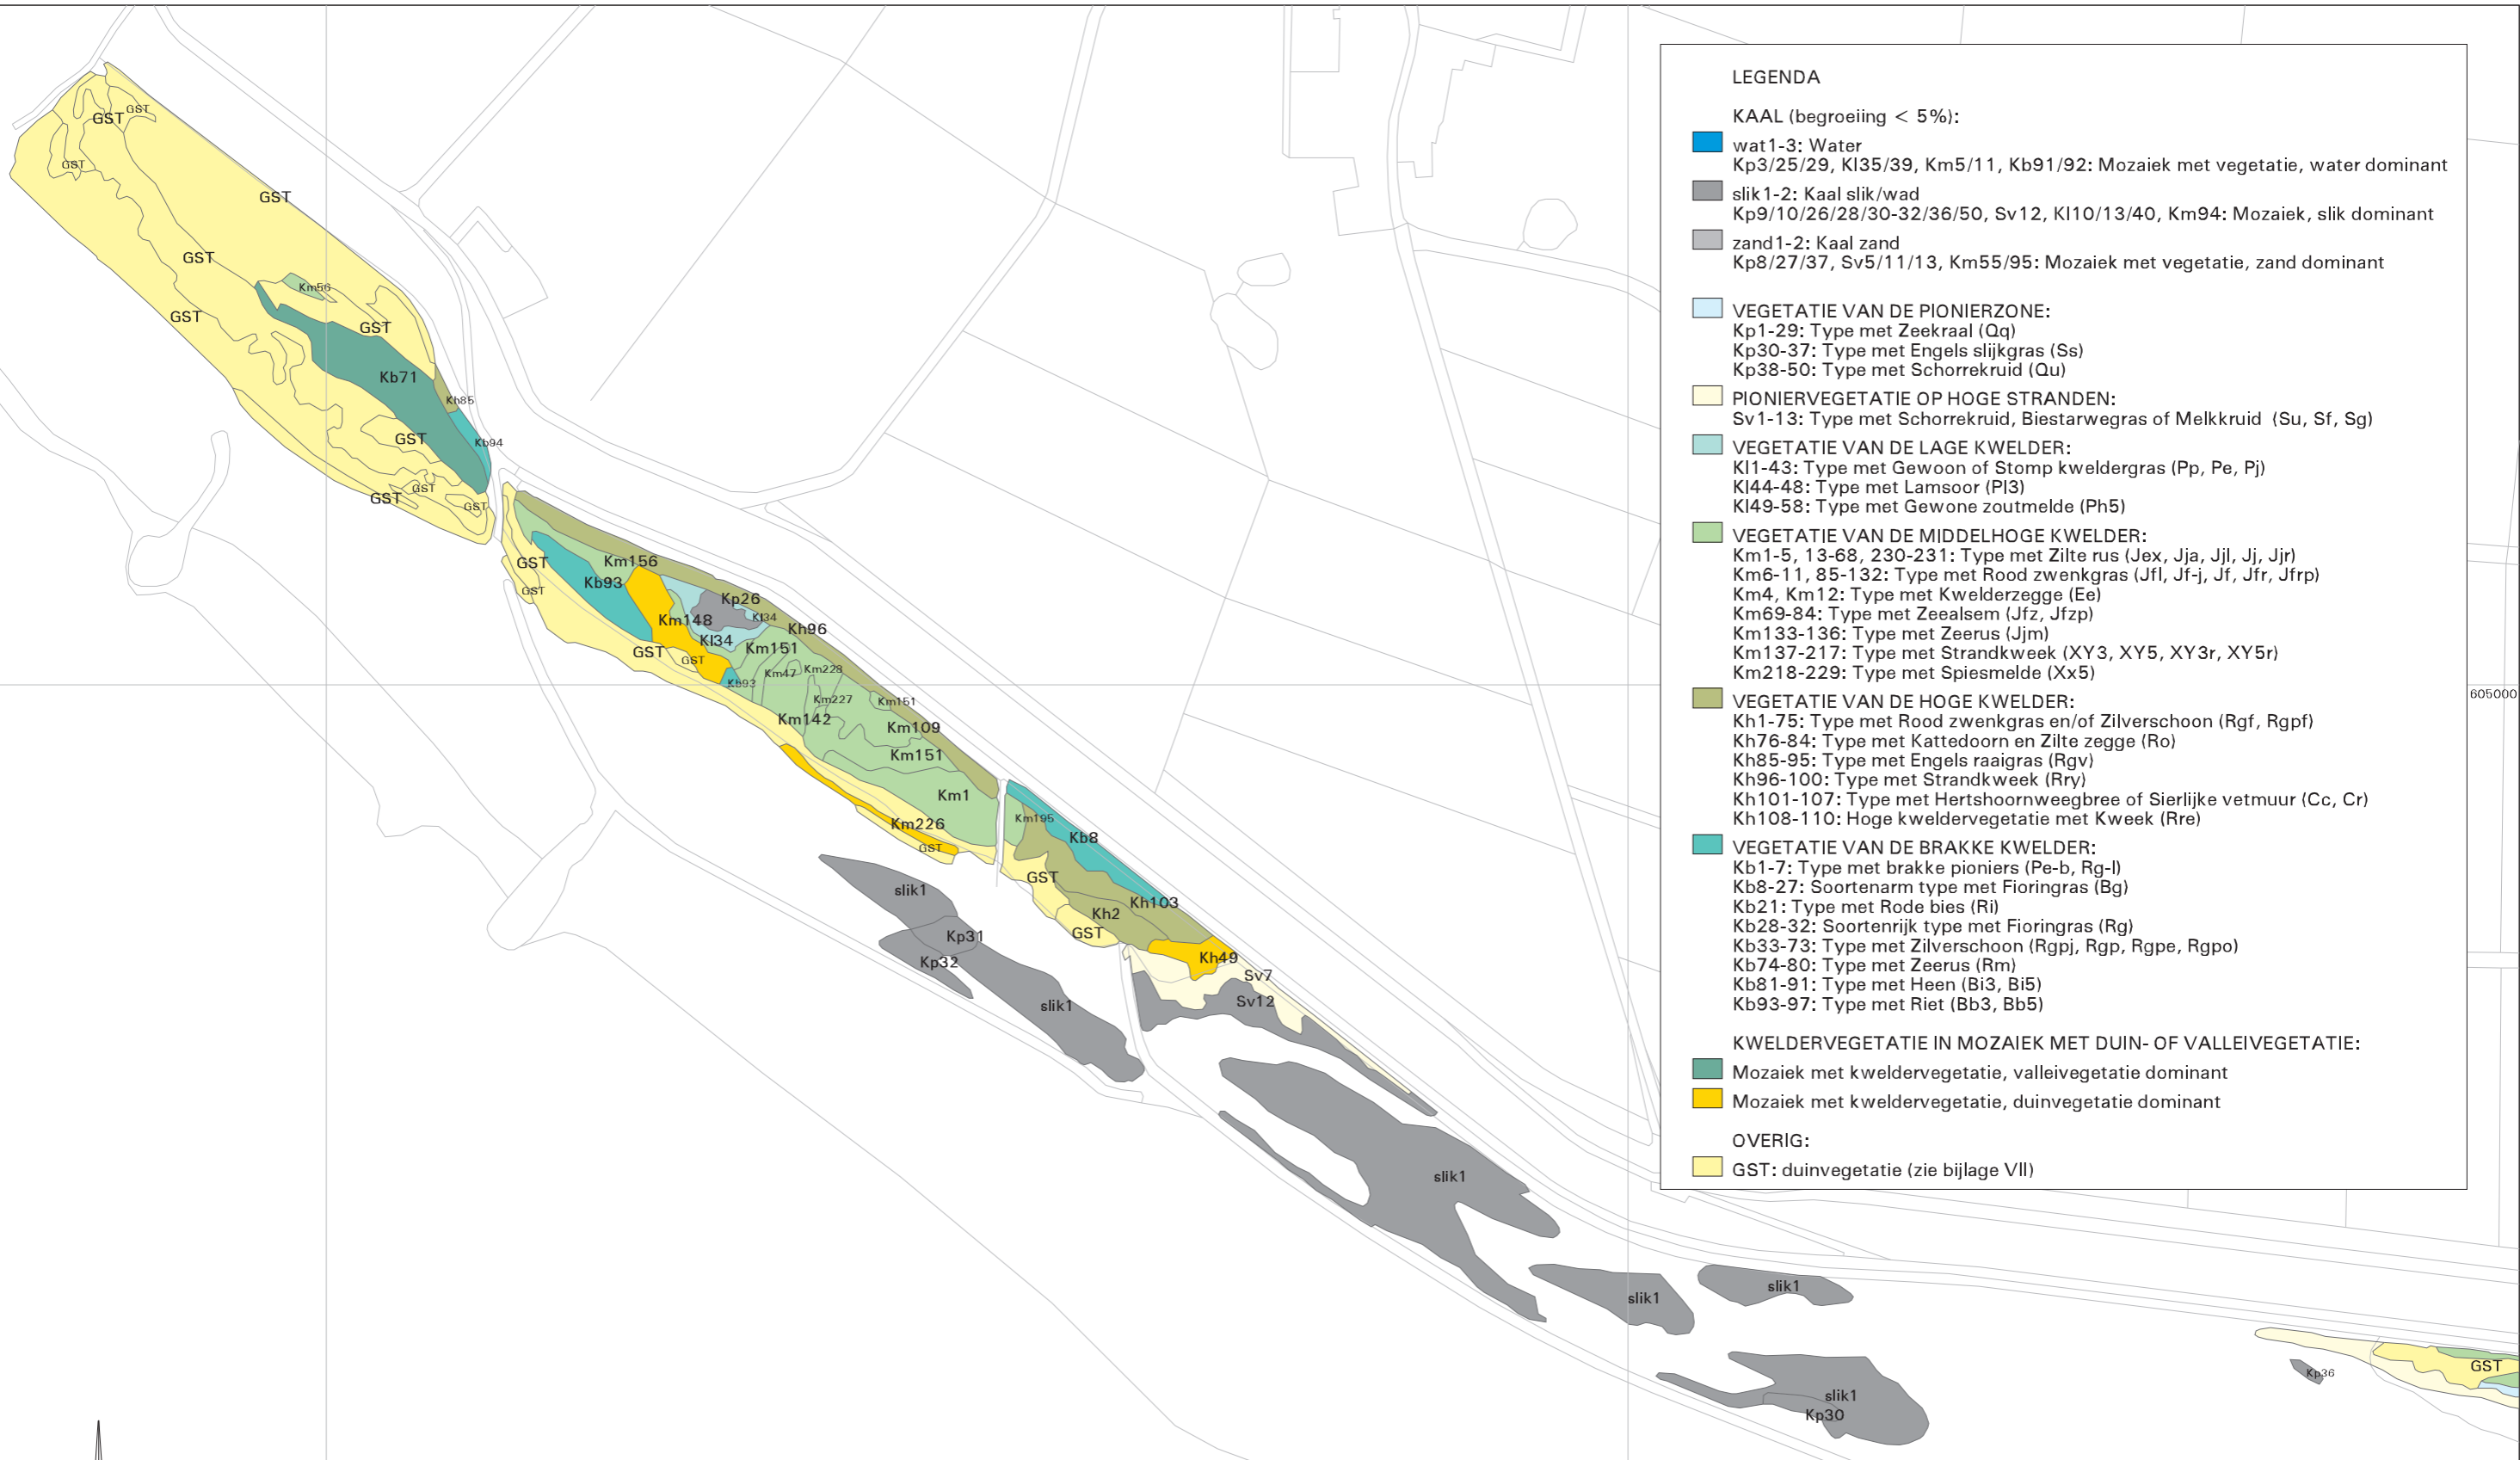 LEGENDA
KAAL (begroeiing < 5%):
wat1-3: Water
Kp3/25/29, Kl35/39, Km5/11, Kb91/92: Mozaiek met vegetatie, water dominant
slik1-2: Kaal slik/wad
Kp9/10/26/28/30-32/36/50, Sv12, Kl10/13/40, Km94: Mozaiek, slik dominant
zand1-2: Kaal zand
Kp8/27/37, Sv5/11/13, Km55/95: Mozaiek met vegetatie, zand dominant
VEGETATIE VAN DE PIONIERZONE:
Kp1-29: Type met Zeekraal (Qq)
Kp30-37: Type met Engels slijkgras (Ss)
Kp38-50: Type met Schorrekruid (Qu)
PIONIERVEGETATIE OP HOGE STRANDEN:
Sv1-13: Type met Schorrekruid, Biestarwegras of Melkkruid (Su, Sf, Sg)
VEGETATIE VAN DE LAGE KWELDER:
Kl1-43: Type met Gewoon of Stomp kweldergras (Pp, Pe, Pj)
Kl44-48: Type met Lamsoor (Pl3)
Kl49-58: Type met Gewone zoutmelde (Ph5)
VEGETATIE VAN DE MIDDELHOGE KWELDER:
Km1-5, 13-68, 230-231: Type met Zilte rus (Jex, Jja, Jjl, Jj, Jjr)
Km6-11, 85-132: Type met Rood zwenkgras (Jfl, Jf-j, Jf, Jfr, Jfrp)
Km4, Km12: Type met Kwelderzegge (Ee)
Km69-84: Type met Zeealsem (Jfz, Jfzp)
Km133-136: Type met Zeerus (Jjm)
Km137-217: Type met Strandkweek (XY3, XY5, XY3r, XY5r)
Km218-229: Type met Spiesmelde (Xx5)
VEGETATIE VAN DE HOGE KWELDER:
Kh1-75: Type met Rood zwenkgras en/of Zilverschoon (Rgf, Rgpf)
Kh76-84: Type met Kattedoorn en Zilte zegge (Ro)
Kh85-95: Type met Engels raaigras (Rgv)
Kh96-100: Type met Strandkweek (Rry)
Kh101-107: Type met Hertshoornweegbree of Sierlijke vetmuur (Cc, Cr)
Kh108-110: Hoge kweldervegetatie met Kweek (Rre)
VEGETATIE VAN DE BRAKKE KWELDER:
Kb1-7: Type met brakke pioniers (Pe-b, Rg-l)
Kb8-27: Soortenarm type met Fioringras (Bg)
Kb21: Type met Rode bies (Ri)
Kb28-32: Soortenrijk type met Fioringras (Rg)
Kb33-73: Type met Zilverschoon (Rgpj, Rgp, Rgpe, Rgpo)
Kb74-80: Type met Zeerus (Rm)
Kb81-91: Type met Heen (Bi3, Bi5)
Kb93-97: Type met Riet (Bb3, Bb5)
KWELDERVEGETATIE IN MOZAIEK MET DUIN- OF VALLEIVEGETATIE:
Mozaiek met kweldervegetatie, valleivegetatie dominant
Mozaiek met kweldervegetatie, duinvegetatie dominant
OVERIG:
GST: duinvegetatie (zie bijlage VII)
605000
GST
GST
GST
GST
GST
Km56
GST
GST
Kb71
Kh85
GST
Kb94
GST
GST
GST
GST
Km156
Kb93
GST
Kp26
Kl34
Km148
Kh96
Kl34
Km151
GST
GST
Km228
Km47
Kb93
Km227
Km151
Km142
Km109
Km151
Km1
Km195
Km226
Kb8
GST
GST
slik1
Kh103
Kh2
GST
Kp31
Kh49
Kp32
Sv7
Sv12
slik1
slik1
slik1
slik1
GST
Kp36
slik1
Kp30